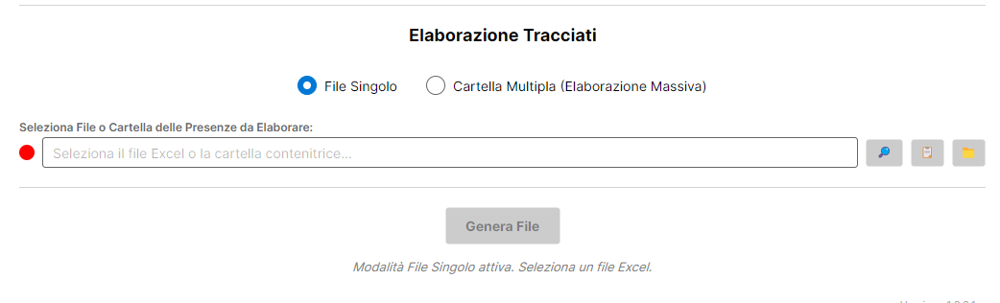 Elaborazione Tracciati
File Singolo
Cartella Multipla (Elaborazione Massiva)
Seleziona File o Cartella delle Presenze da Elaborare:
Seleziona il file Excel o la cartella contenitrice...
Genera File
Modalità File Singolo attiva. Seleziona un file Excel.